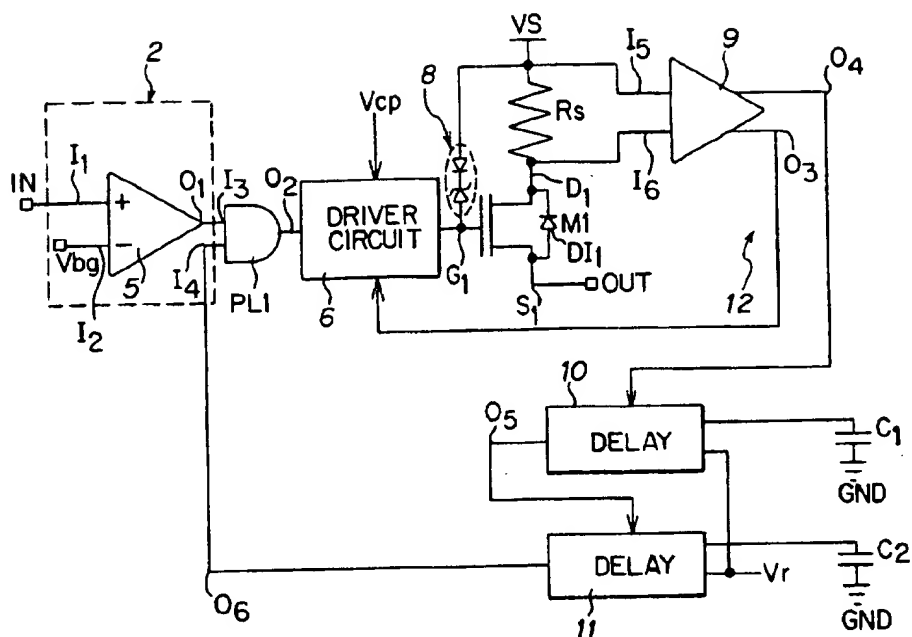 2
VS
I5
9
O4
8
Vcp
Rs
I1
O1
I3
O2
I6
O3
IN
+
D1
DRIVER
CIRCUIT
M1
DI1
Vbg
−
5
I4
G1
OUT
PL1
6
S1
12
I2
10
O5
DELAY
C1
GND
DELAY
C2
Vr
O6
11
GND